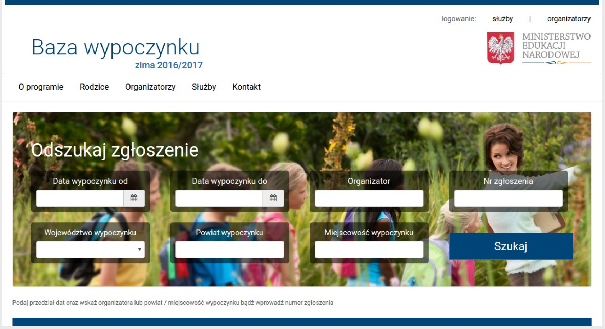 logowanie: służby | organizatorzy
Baza wypoczynku
zima 2016/2017
MINISTERSTWO
EDUKACJI
NARODOWEJ
O programie Rodzice Organizatorzy Służby Kontakt
Odszukaj zgłoszenie
Data wypoczynku od Data wypoczynku do Organizator Nr zgłoszenia
Województwo wypoczynku Powiat wypoczynku Miejscowość wypoczynku
Szukaj
Podaj przedział dat oraz wskaż organizatora lub powiat / miejscowość wypoczynku bądź wprowadź numer zgłoszenia